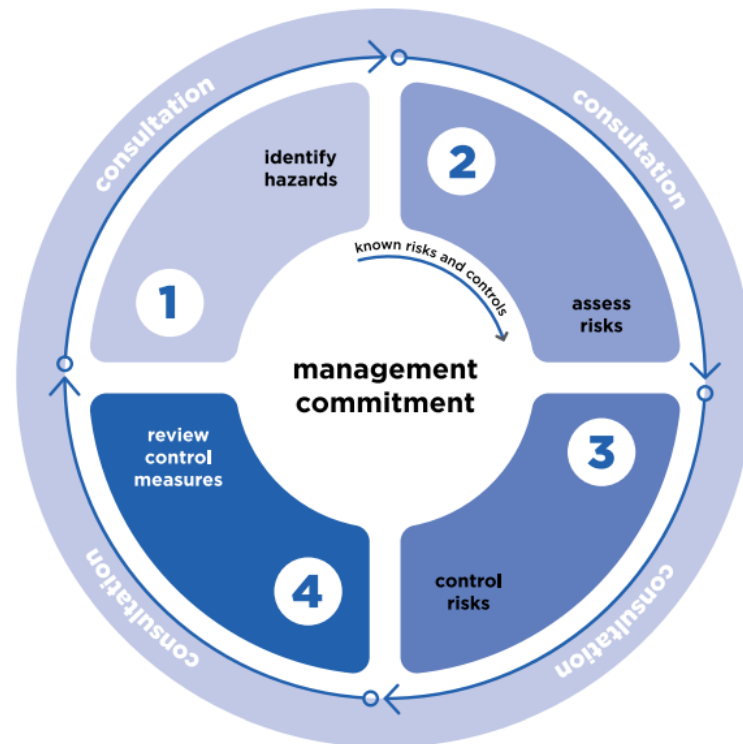 consultation
consultation
identify
hazards
1
2
known risks and controls
assess
risks
management
commitment
review
control
measures
4
3
control
risks
consultation
consultation